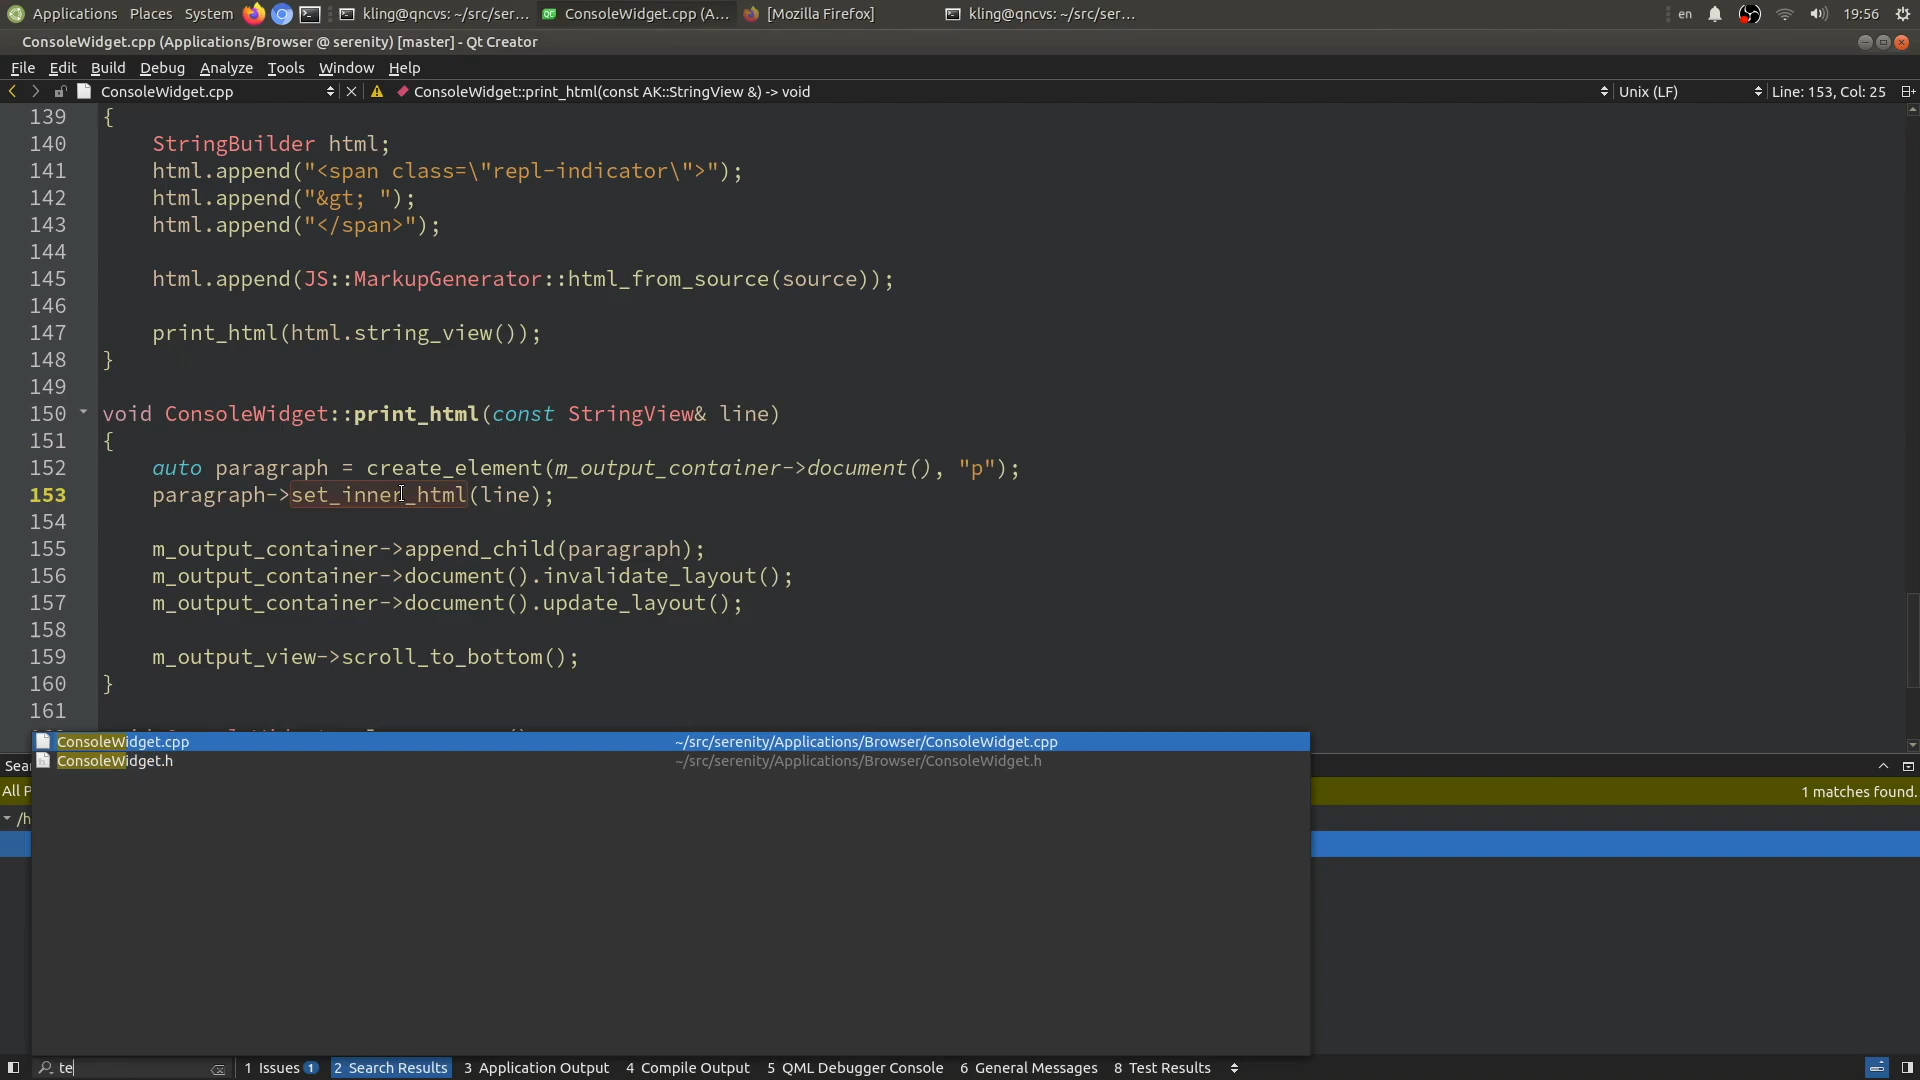 Applications Places System kling@qncvs: ~/src/ser... ConsoleWidget.cpp (A... [Mozilla Firefox] kling@qncvs: ~/src/ser... en 19:56
ConsoleWidget.cpp (Applications/Browser @ serenity) [master] - Qt Creator
File Edit Build Debug Analyze Tools Window Help
ConsoleWidget.cpp ConsoleWidget::print_html(const AK::StringView &) -> void Unix (LF) Line: 153, Col: 25
139 {
140 StringBuilder html;
141 html.append("<span class=\"repl-indicator\">");
142 html.append("&gt; ");
143 html.append("</span>");
144
145 html.append(JS::MarkupGenerator::html_from_source(source));
146
147 print_html(html.string_view());
148 }
149
150 void ConsoleWidget::print_html(const StringView& line)
151 {
152 auto paragraph = create_element(m_output_container->document(), "p");
153 paragraph->set_inner_html(line);
154
155 m_output_container->append_child(paragraph);
156 m_output_container->document().invalidate_layout();
157 m_output_container->document().update_layout();
158
159 m_output_view->scroll_to_bottom();
160 }
161
ConsoleWidget.cpp ~/src/serenity/Applications/Browser/ConsoleWidget.cpp
ConsoleWidget.h ~/src/serenity/Applications/Browser/ConsoleWidget.h
Sea
All P 1 matches found.
/h
te 1 Issues 1 2 Search Results 3 Application Output 4 Compile Output 5 QML Debugger Console 6 General Messages 8 Test Results